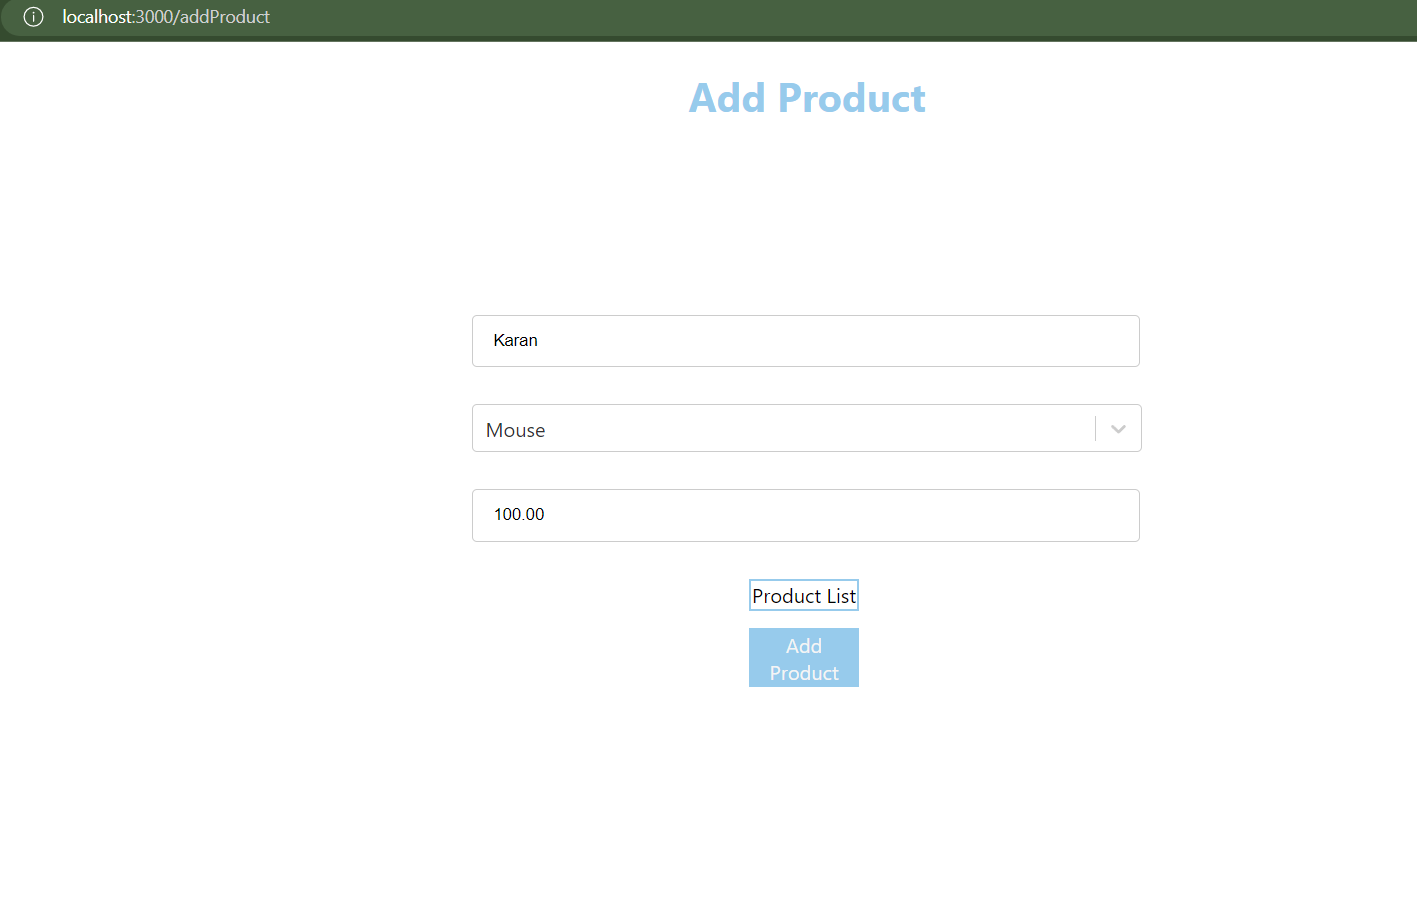 localhost:3000/addProduct
Add Product
Karan
Mouse
100.00
Product List
Add
Product